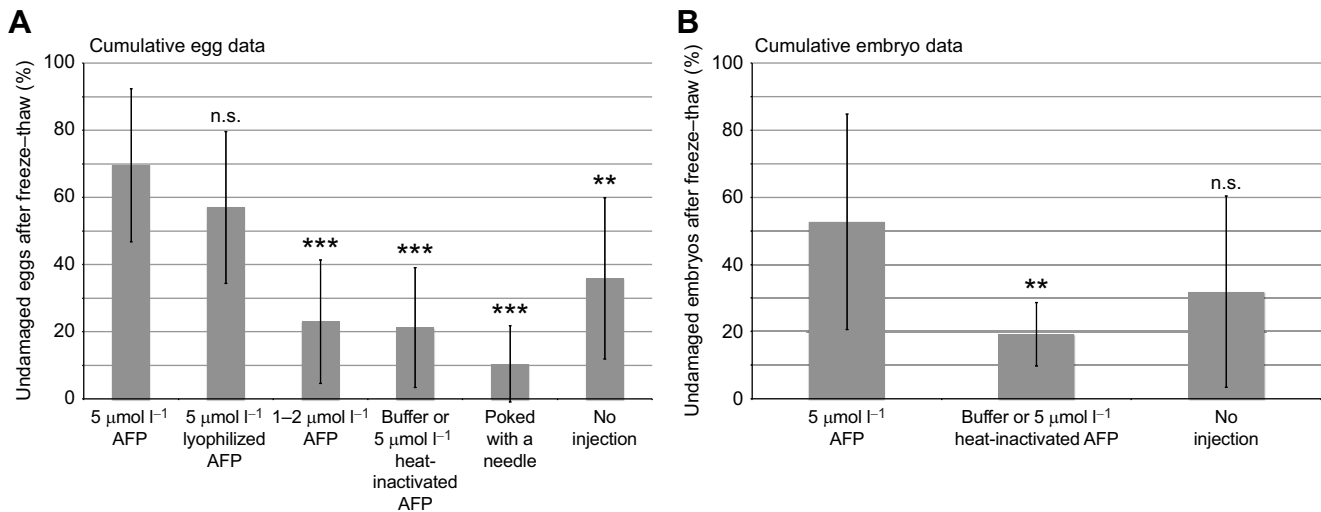 A
Cumulative egg data
Undamaged eggs after freeze–thaw (%)
100
80
60
40
20
0
n.s.
***
***
***
**
5 µmol l⁻¹
AFP
5 µmol l⁻¹
lyophilized
AFP
1–2 µmol l⁻¹
AFP
Buffer or
5 µmol l⁻¹
heat-
inactivated
AFP
Poked
with a
needle
No
injection
B
Cumulative embryo data
Undamaged embryos after freeze–thaw (%)
100
80
60
40
20
0
**
n.s.
5 µmol l⁻¹
AFP
Buffer or 5 µmol l⁻¹
heat-inactivated AFP
No
injection